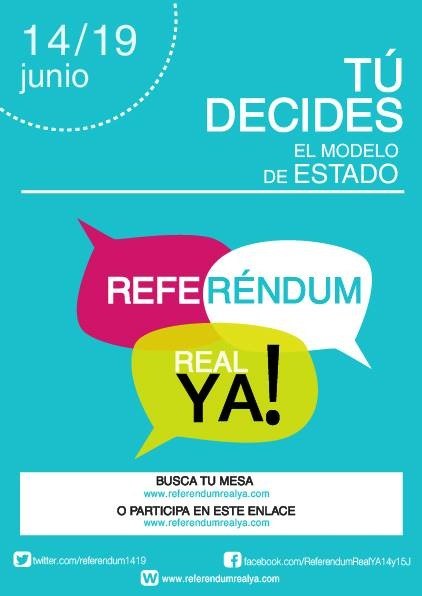 14/19
junio
TÚ
DECIDES
EL MODELO
DE ESTADO
REFERÉNDUM
REAL
YA!
BUSCA TU MESA
www.referendumrealya.com
O PARTICIPA EN ESTE ENLACE
www.referendumrealya.com
twitter.com/referendum1419
facebook.com/ReferendumRealYA14y15J
W www.referendumrealya.com